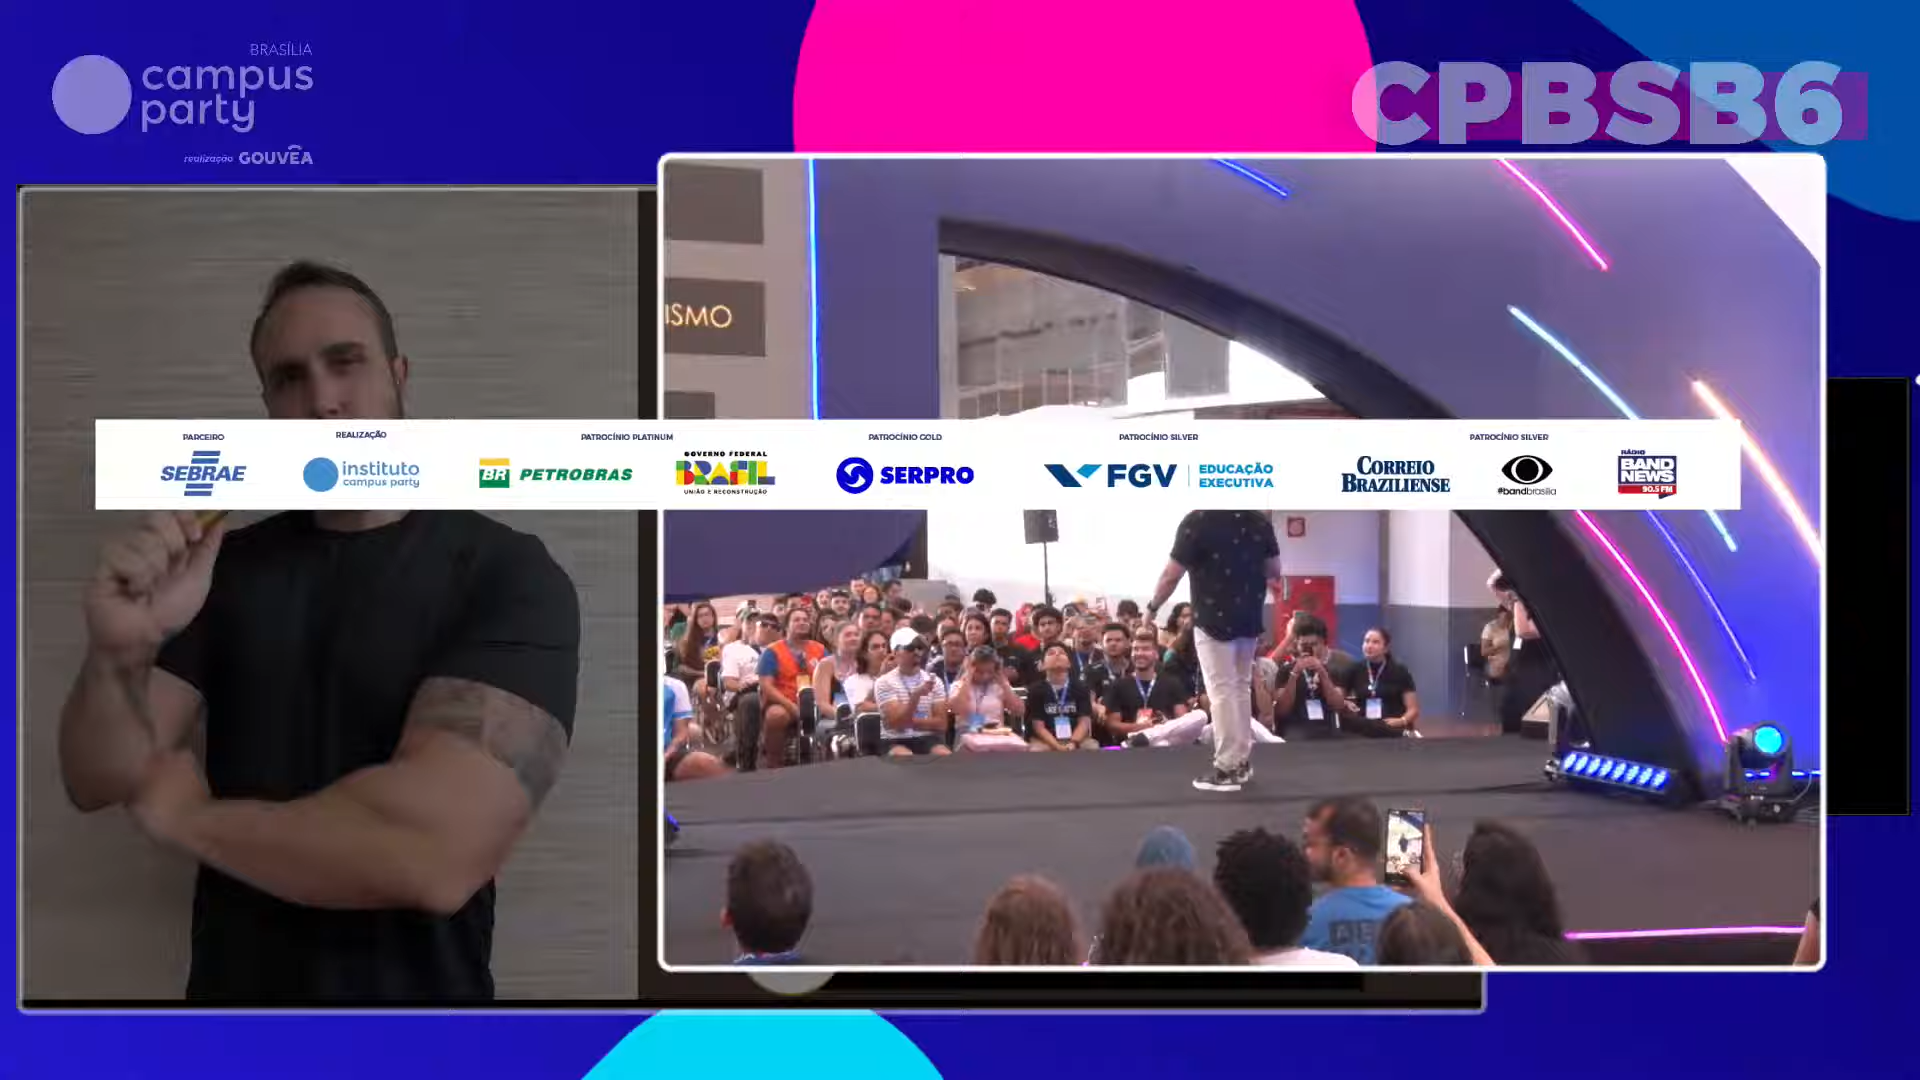 BRASÍLIA
campus
party
realização GOUVÊA
CPBSB6
ISMO
PARCEIRO
SEBRAE
REALIZAÇÃO
instituto
campus party
PATROCÍNIO PLATINUM
BR PETROBRAS
GOVERNO FEDERAL
BRASIL
UNIÃO E RECONSTRUÇÃO
PATROCÍNIO GOLD
SERPRO
PATROCÍNIO SILVER
FGV EDUCAÇÃO
EXECUTIVA
PATROCÍNIO SILVER
CORREIO
BRAZILIENSE
#bandbrasília
RÁDIO
BAND
NEWS
90.5 FM